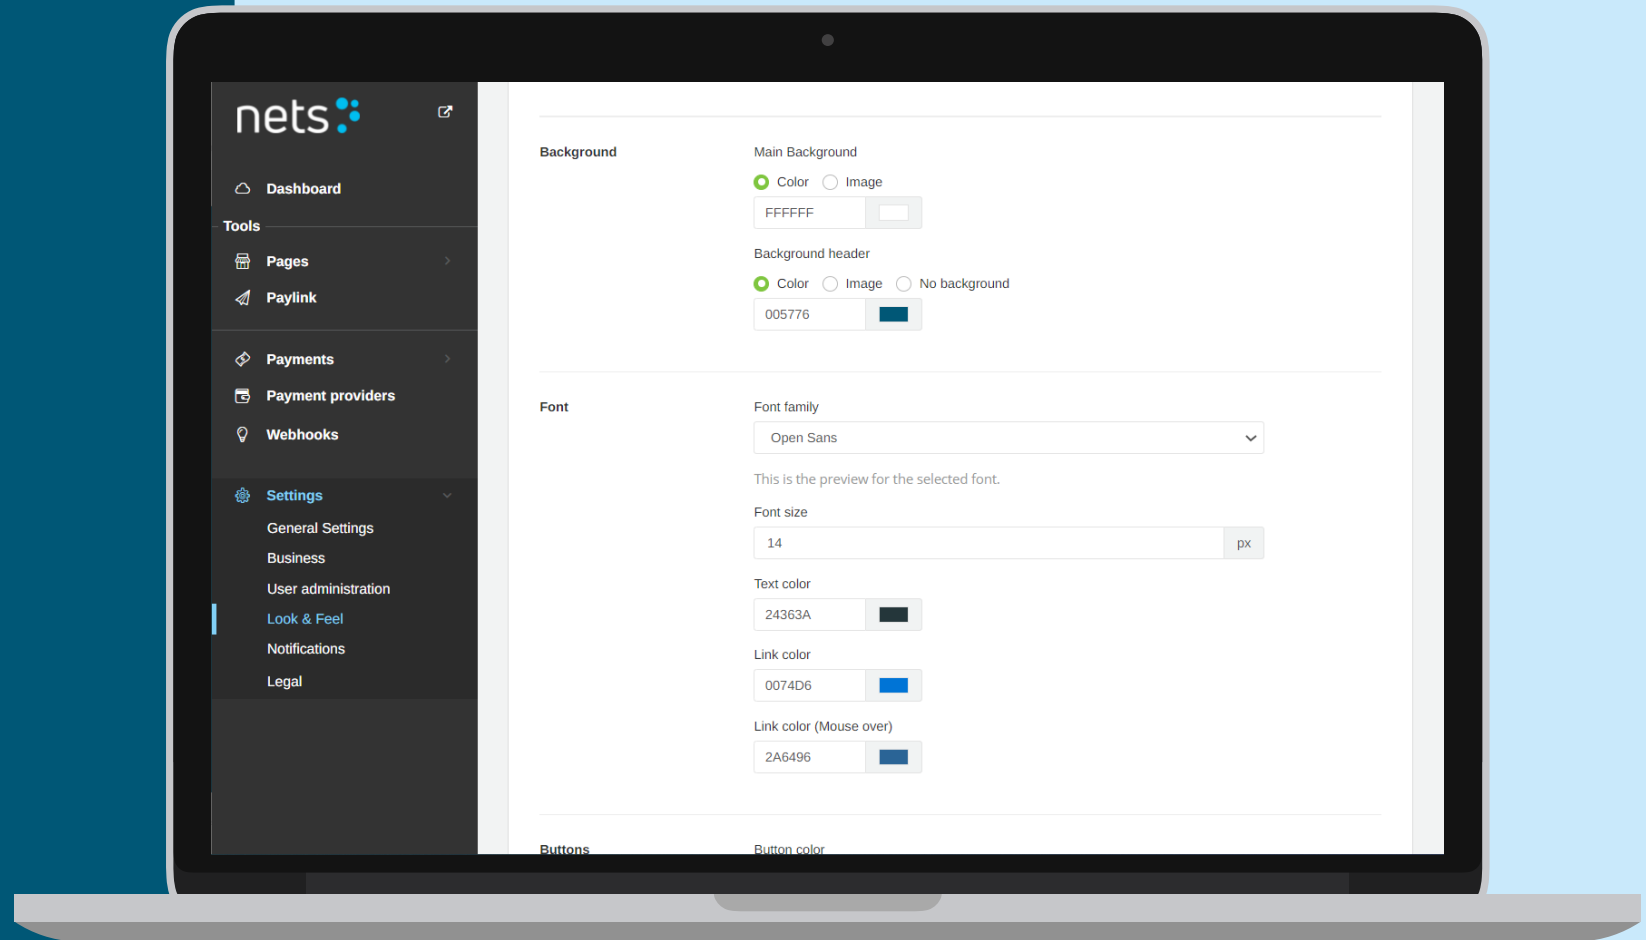 nets
Dashboard
Tools
Pages
Paylink
Payments
Payment providers
Webhooks
Settings
General Settings
Business
User administration
Look & Feel
Notifications
Legal
Background
Main Background
Color Image
FFFFFF
Background header
Color Image No background
005776
Font
Font family
Open Sans
This is the preview for the selected font.
Font size
14 px
Text color
24363A
Link color
0074D6
Link color (Mouse over)
2A6496
Buttons
Button color